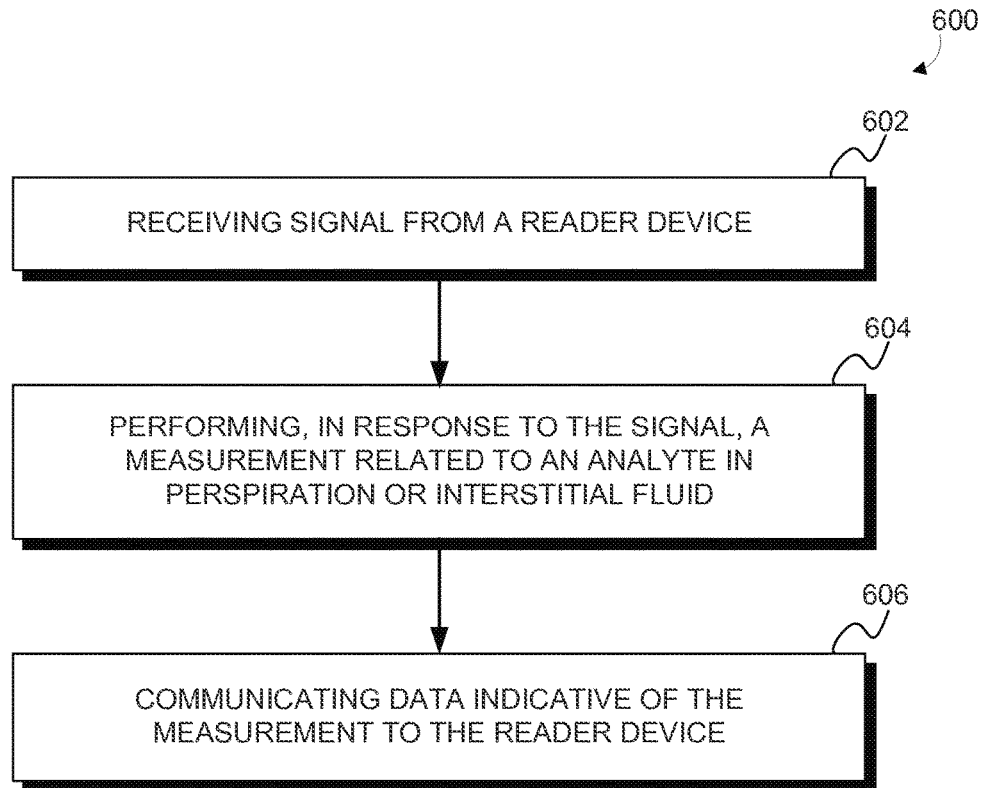 600
602
RECEIVING SIGNAL FROM A READER DEVICE
604
PERFORMING, IN RESPONSE TO THE SIGNAL, A
MEASUREMENT RELATED TO AN ANALYTE IN
PERSPIRATION OR INTERSTITIAL FLUID
606
COMMUNICATING DATA INDICATIVE OF THE
MEASUREMENT TO THE READER DEVICE